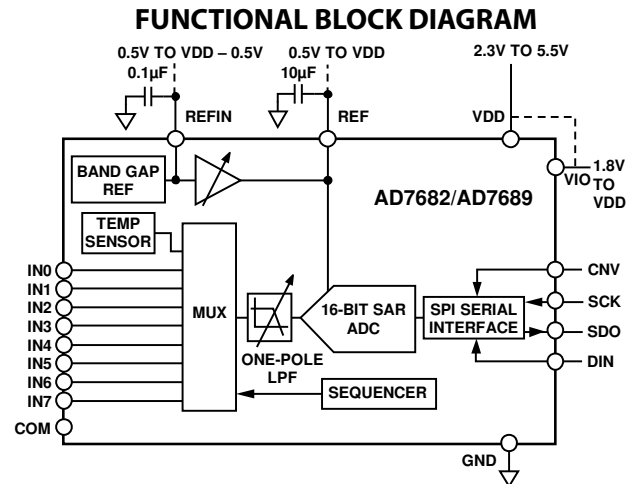 FUNCTIONAL BLOCK DIAGRAM
0.5V TO VDD – 0.5V
0.5V TO VDD
2.3V TO 5.5V
0.1µF
10µF
REFIN
REF
VDD
BAND GAP
REF
AD7682/AD7689
VIO
1.8V
TO
VDD
TEMP
SENSOR
IN0
IN1
IN2
IN3
IN4
IN5
IN6
IN7
COM
MUX
ONE-POLE
LPF
16-BIT SAR
ADC
SPI SERIAL
INTERFACE
CNV
SCK
SDO
DIN
SEQUENCER
GND